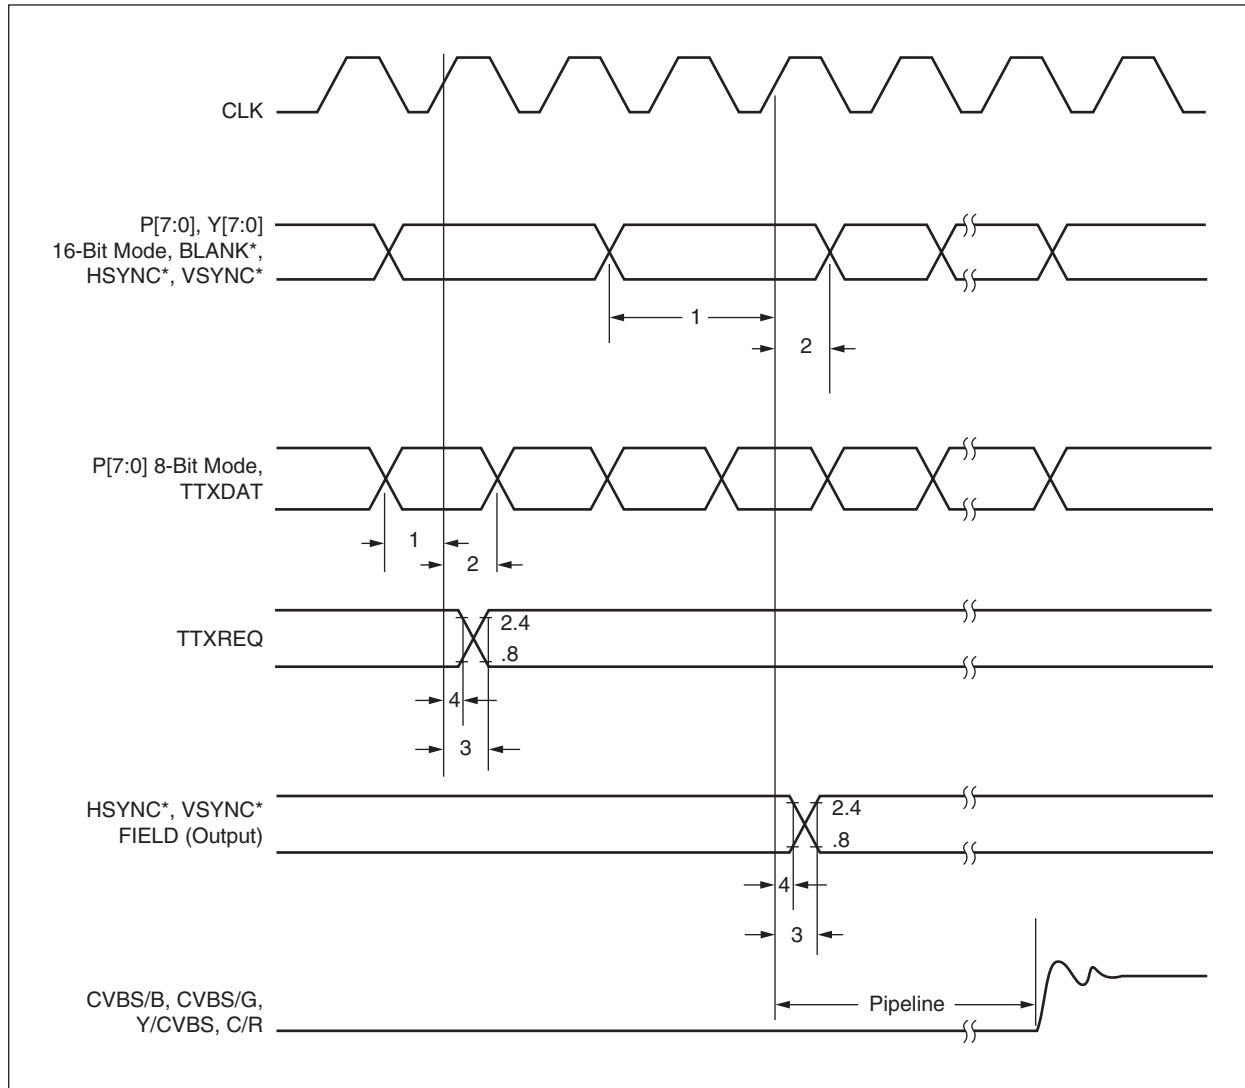 CLK
P[7:0], Y[7:0]
16-Bit Mode, BLANK*,
HSYNC*, VSYNC*
1
2
P[7:0] 8-Bit Mode,
TTXDAT
1
2
TTXREQ
2.4
.8
4
3
HSYNC*, VSYNC*
FIELD (Output)
2.4
.8
4
3
CVBS/B, CVBS/G,
Y/CVBS, C/R
Pipeline